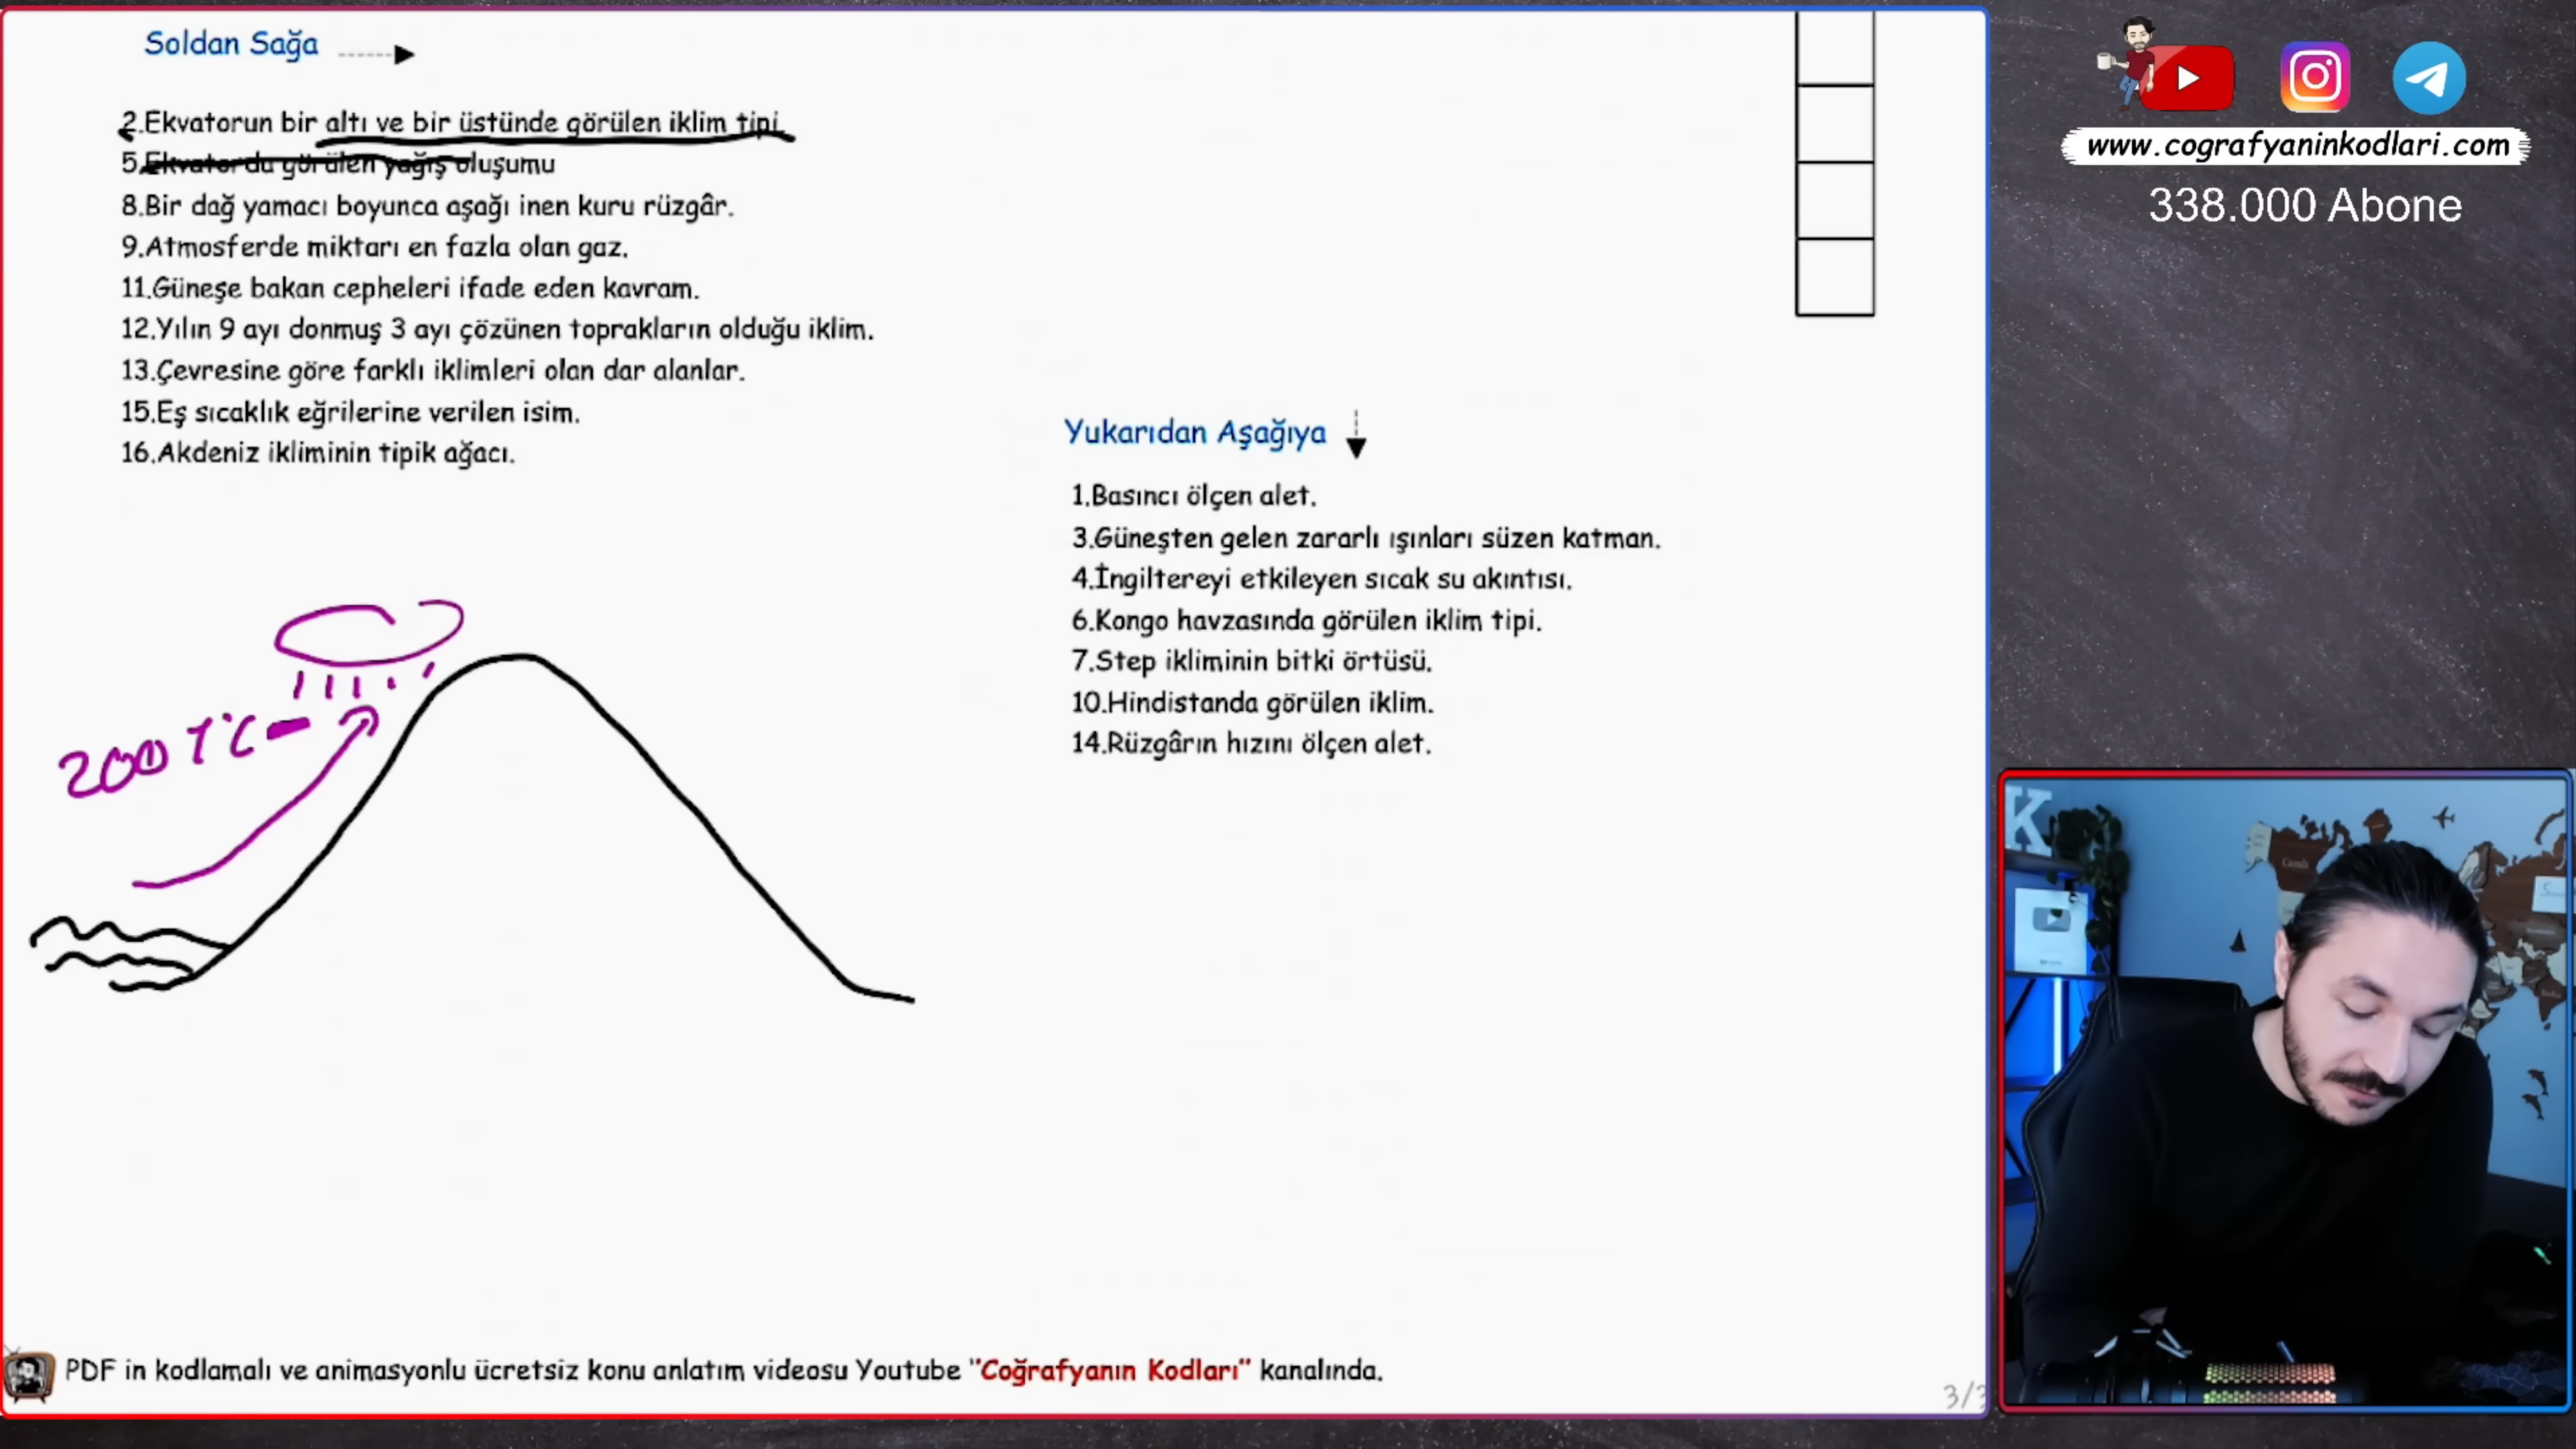 Soldan Sağa
2.Ekvatorun bir altı ve bir üstünde görülen iklim tipi
5.Ekvatorda görülen yağış oluşumu
8.Bir dağ yamacı boyunca aşağı inen kuru rüzgâr.
9.Atmosferde miktarı en fazla olan gaz.
11.Güneşe bakan cepheleri ifade eden kavram.
12.Yılın 9 ayı donmuş 3 ayı çözünen toprakların olduğu iklim.
13.Çevresine göre farklı iklimleri olan dar alanlar.
15.Eş sıcaklık eğrilerine verilen isim.
16.Akdeniz ikliminin tipik ağacı.
Yukarıdan Aşağıya
1.Basıncı ölçen alet.
3.Güneşten gelen zararlı ışınları süzen katman.
4.İngiltereyi etkileyen sıcak su akıntısı.
6.Kongo havzasında görülen iklim tipi.
7.Step ikliminin bitki örtüsü.
10.Hindistanda görülen iklim.
14.Rüzgârın hızını ölçen alet.
200 1°C
PDF in kodlamalı ve animasyonlu ücretsiz konu anlatım videosu Youtube "Coğrafyanın Kodları" kanalında.
3/3
www.cografyaninkodlari.com
338.000 Abone
K